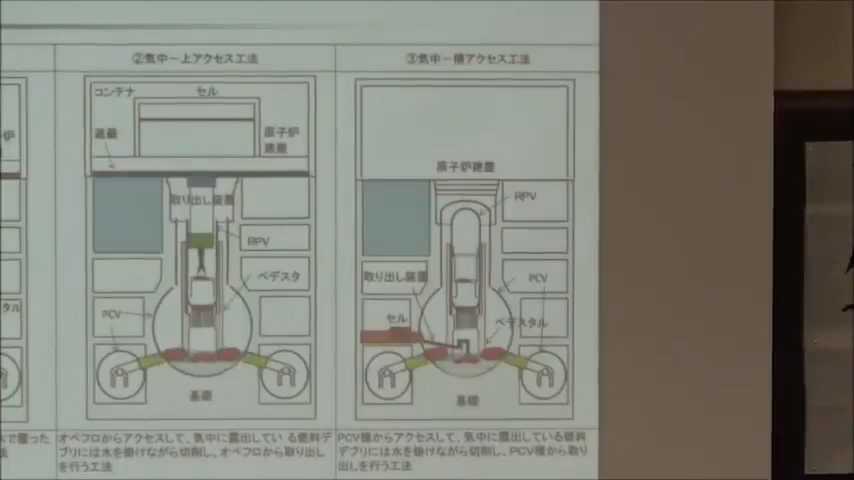 ②気中ー上アクセス工法
コンテナ
セル
遮蔽
原子炉
建屋
取り出し装置
RPV
ペデスタ
PCV
基礎
オペフロからアクセスして、気中に露出してい る燃料デ
ブリには水を掛けながら切削し、オペフロから取り出し
を行う工法
③気中ー横アクセス工法
原子炉建屋
RPV
取り出し装置
PCV
セル
ペデスタル
基礎
PCV横からアクセスして、気中に露出している燃料
デブリには水を掛けながら切削し、PCV横から取り
出しを行う工法